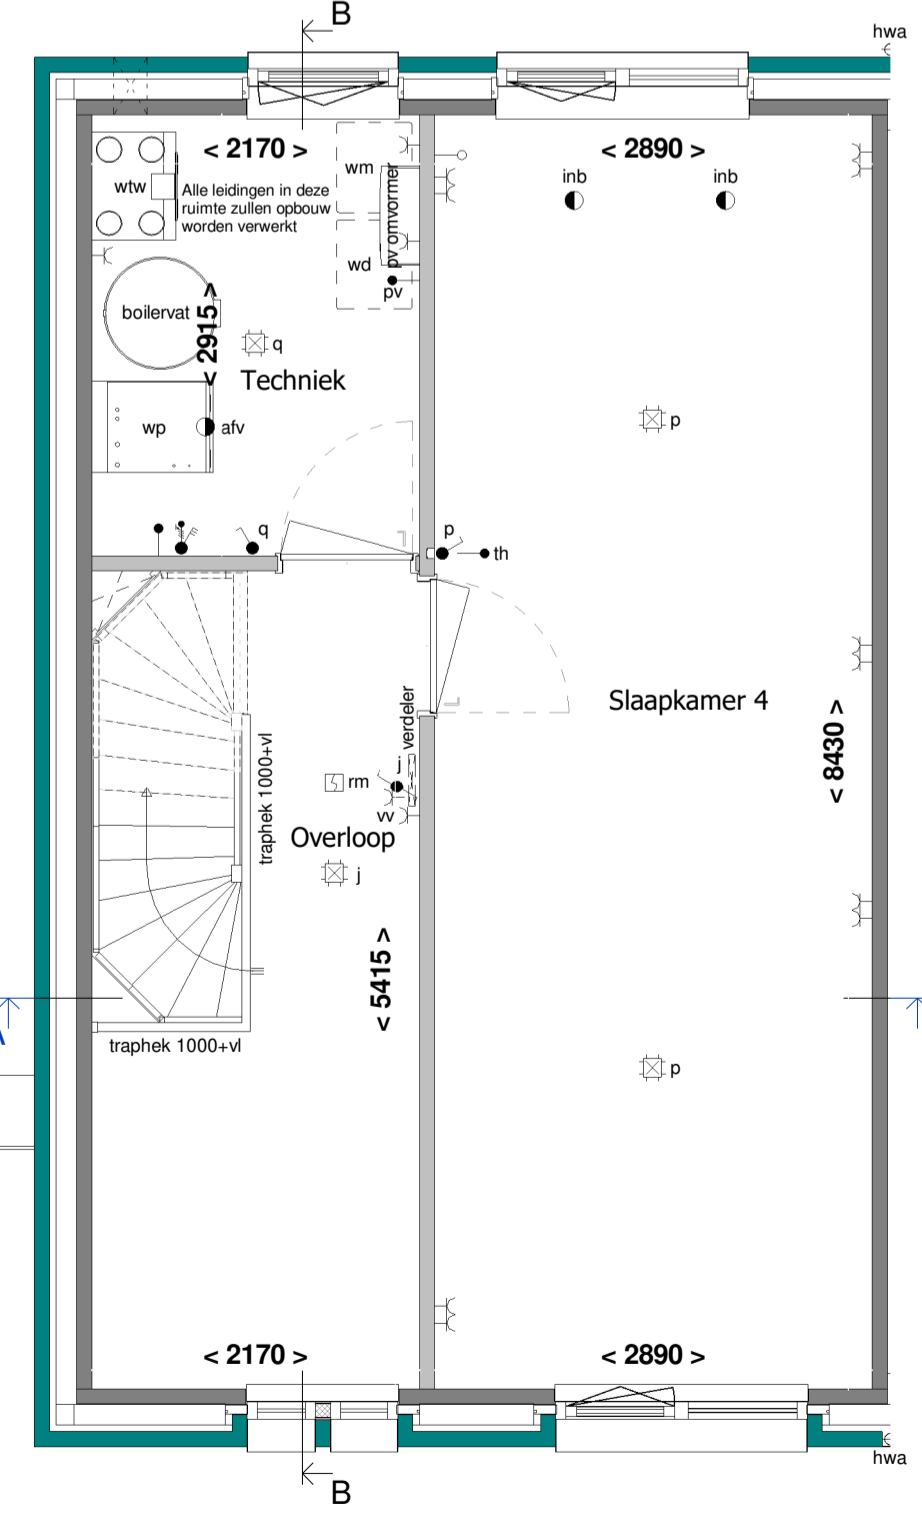 B
hwa
< 2170 >
< 2890 >
wm
inb
inb
wtw
Alle leidingen in deze
ruimte zullen opbouw
worden verwerkt
pv omvormer
wd
pv
boilervat
< 2915 >
q
Techniek
p
wp
afv
q
p
th
verdeler
Slaapkamer 4
< 8430 >
traphek 1000+vl
j
rm
vv
Overloop
j
< 5415 >
A
traphek 1000+vl
p
< 2170 >
< 2890 >
hwa
B